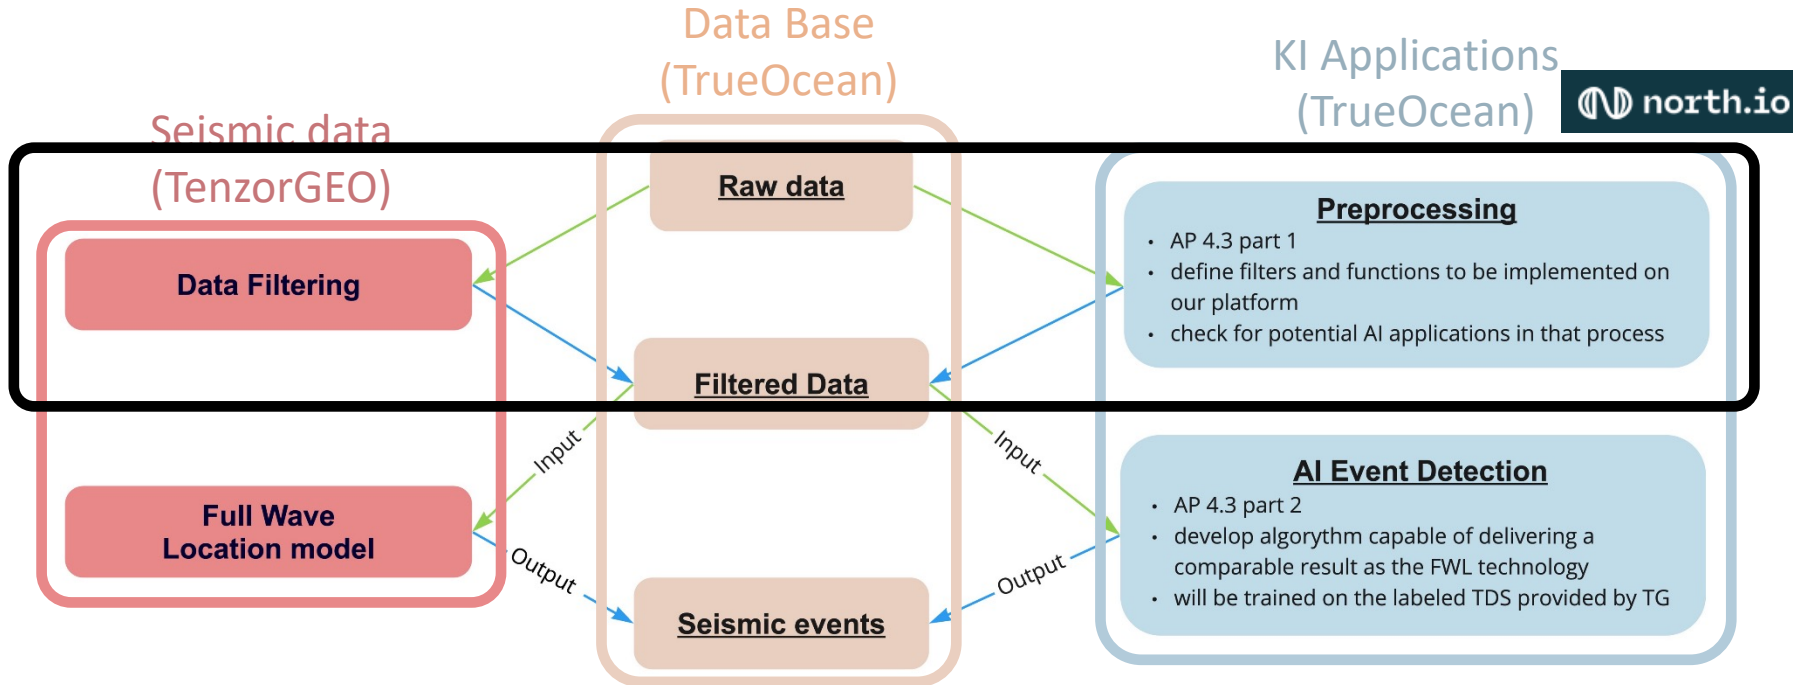 Data Base
(TrueOcean)
KI Applications
(TrueOcean)
north.io
Seismic data
(TenzorGEO)
Raw data
Preprocessing
• AP 4.3 part 1
• define filters and functions to be implemented on
our platform
• check for potential AI applications in that process
Data Filtering
Filtered Data
Input
Input
AI Event Detection
• AP 4.3 part 2
• develop algorythm capable of delivering a
comparable result as the FWL technology
• will be trained on the labeled TDS provided by TG
Full Wave
Location model
Output
Output
Seismic events